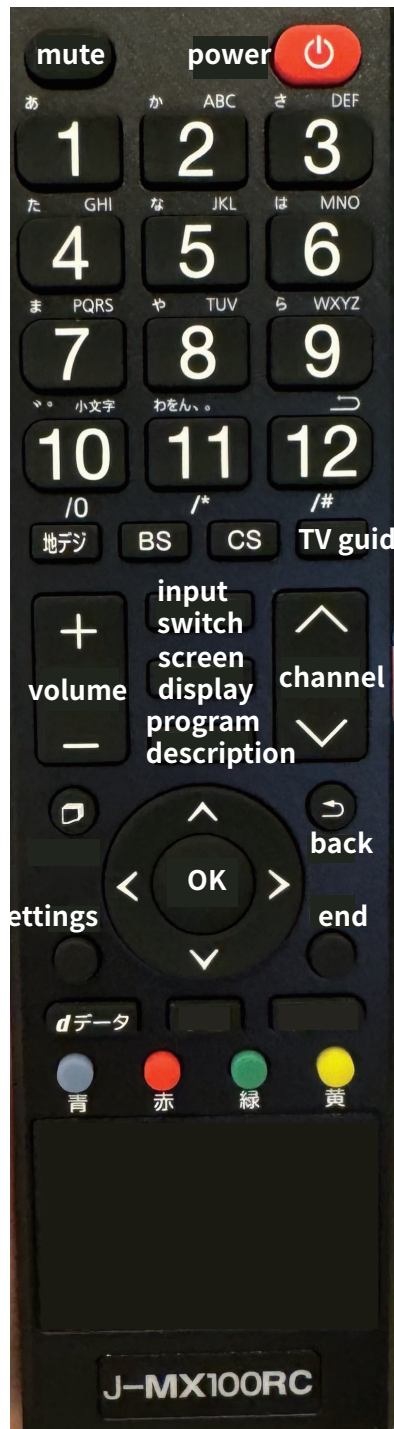 mute power
あ か ABC さ DEF
1 2 3
た GHI な JKL は MNO
4 5 6
ま PQRS や TUV ら WXYZ
7 8 9
゛゜ 小文字 わをん、。
10 11 12
/0 /* /#
地デジ BS CS TV guid
input
switch
+
screen
display
volume channel
program
description
back
OK
ettings end
dデータ
青 赤 緑 黄
J-MX100RC